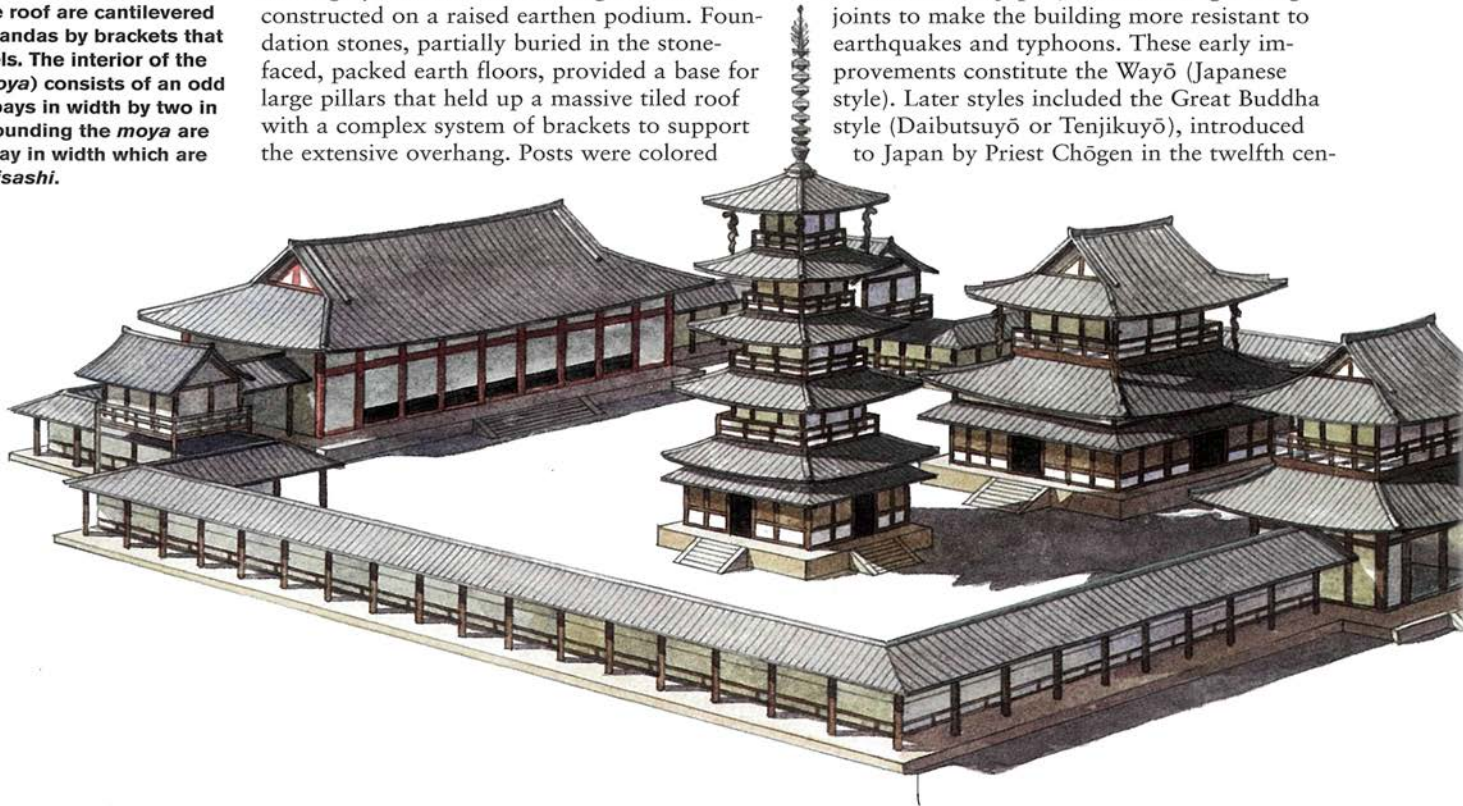 e roof are cantilevered
andas by brackets that
ls. The interior of the
oya) consists of an odd
bays in width by two in
ounding the moya are
ay in width which are
isashi.
constructed on a raised earthen podium. Foun-
dation stones, partially buried in the stone-
faced, packed earth floors, provided a base for
large pillars that held up a massive tiled roof
with a complex system of brackets to support
the extensive overhang. Posts were colored
joints to make the building more resistant to
earthquakes and typhoons. These early im-
provements constitute the Wayō (Japanese
style). Later styles included the Great Buddha
style (Daibutsuyō or Tenjikuyō), introduced
to Japan by Priest Chōgen in the twelfth cen-